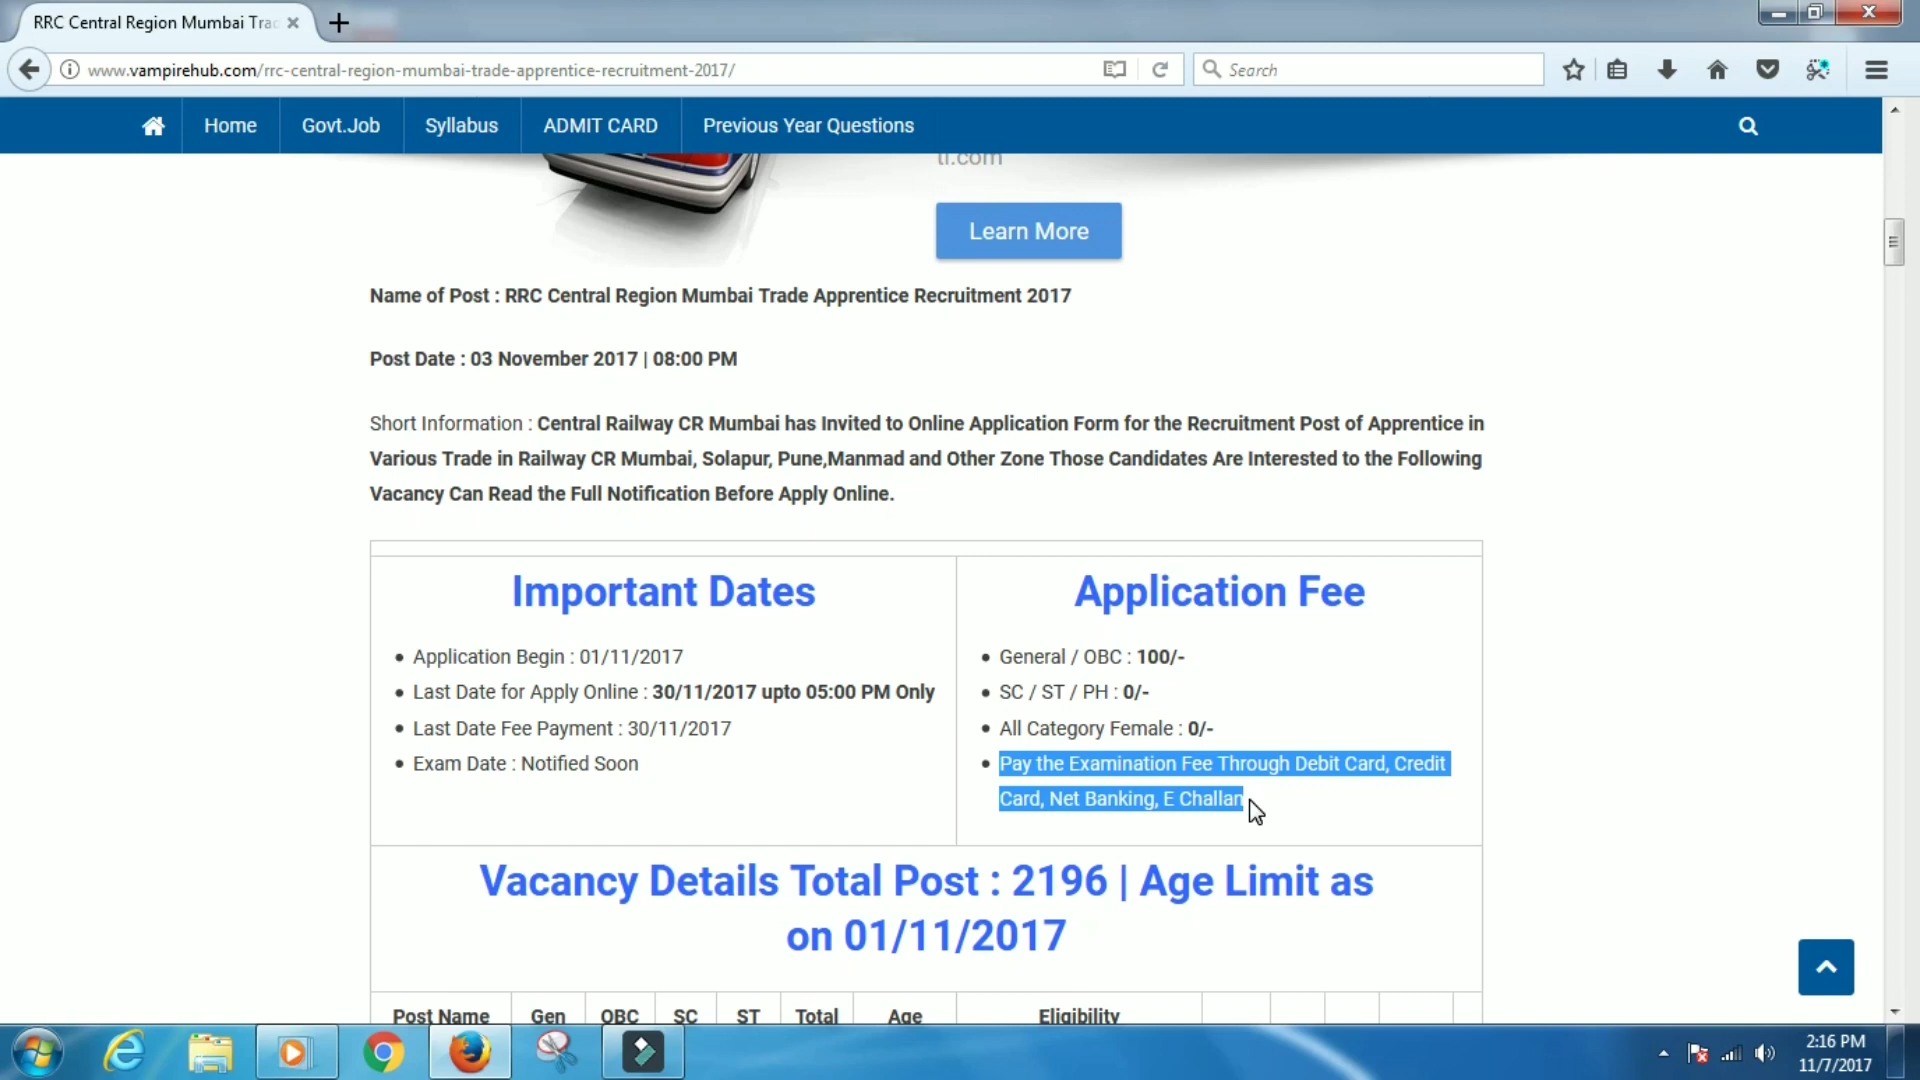 RRC Central Region Mumbai Trad
www.vampirehub.com/rrc-central-region-mumbai-trade-apprentice-recruitment-2017/
Search
Home
Govt.Job
Syllabus
ADMIT CARD
Previous Year Questions
ti.com
Learn More
Name of Post : RRC Central Region Mumbai Trade Apprentice Recruitment 2017
Post Date : 03 November 2017 | 08:00 PM
Short Information : Central Railway CR Mumbai has Invited to Online Application Form for the Recruitment Post of Apprentice in
Various Trade in Railway CR Mumbai, Solapur, Pune,Manmad and Other Zone Those Candidates Are Interested to the Following
Vacancy Can Read the Full Notification Before Apply Online.
Important Dates
• Application Begin : 01/11/2017
• Last Date for Apply Online : 30/11/2017 upto 05:00 PM Only
• Last Date Fee Payment : 30/11/2017
• Exam Date : Notified Soon
Application Fee
• General / OBC : 100/-
• SC / ST / PH : 0/-
• All Category Female : 0/-
• Pay the Examination Fee Through Debit Card, Credit
Card, Net Banking, E Challan
Vacancy Details Total Post : 2196 | Age Limit as
on 01/11/2017
Post Name Gen OBC SC ST Total Age Eligibility
2:16 PM
11/7/2017